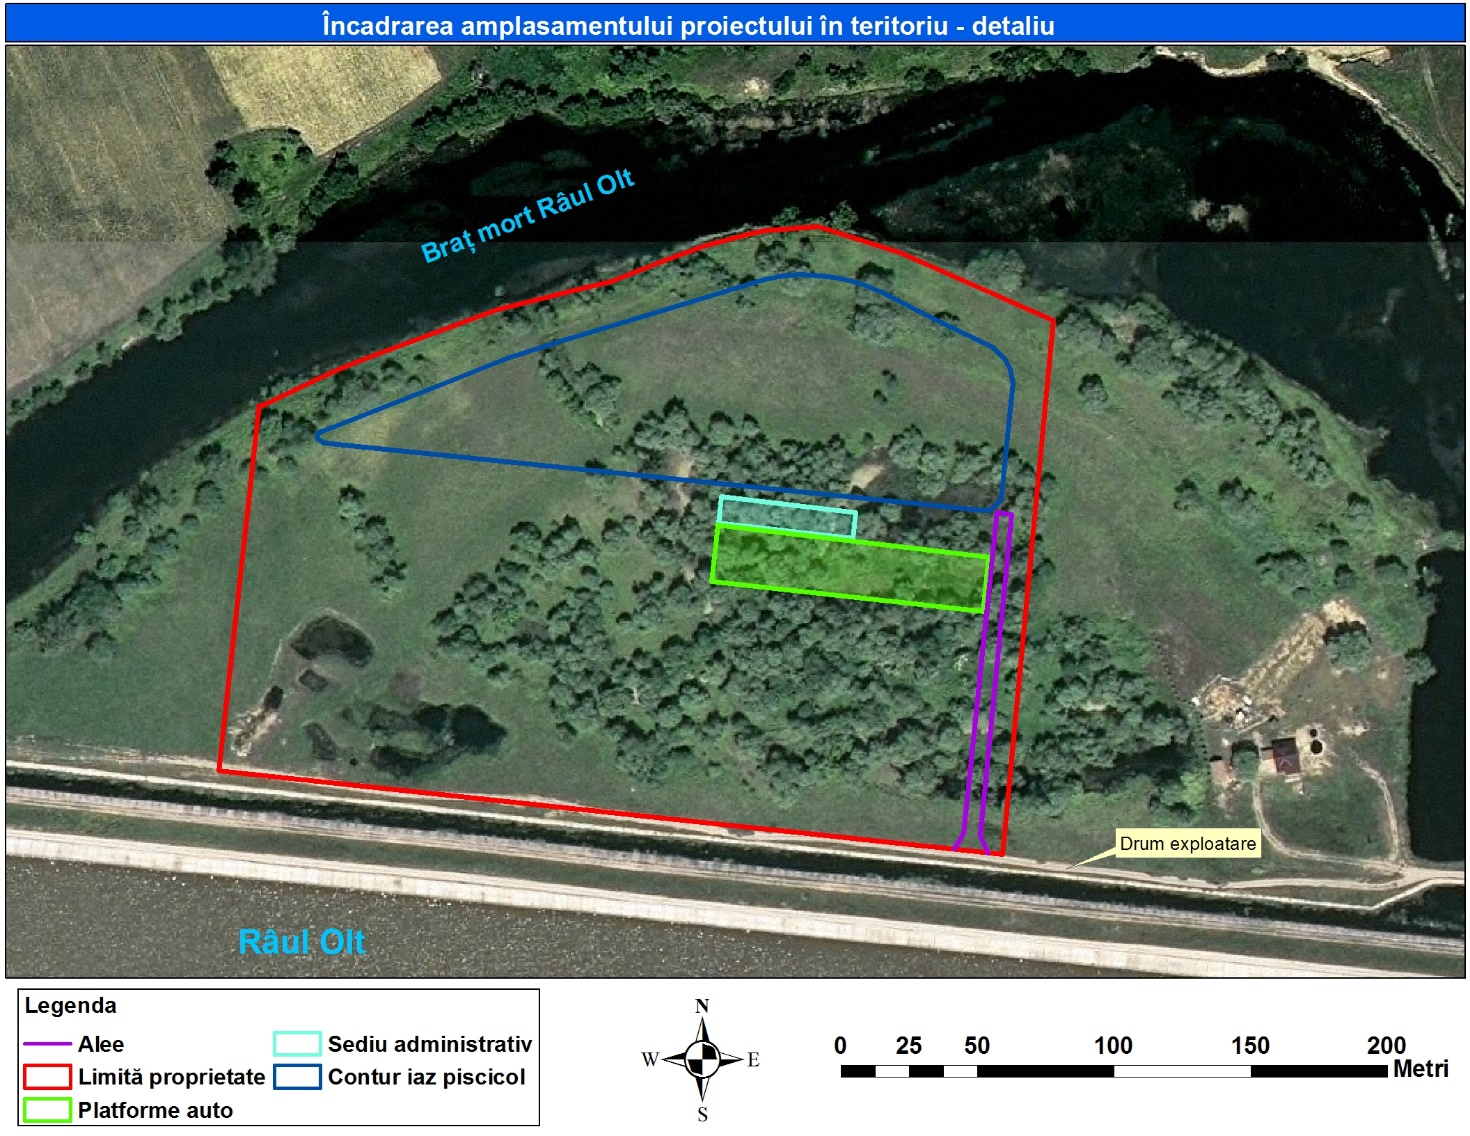 Încadrarea amplasamentului proiectului în teritoriu - detaliu
Braț mort Râul Olt
Drum exploatare
Râul Olt
Legenda
Alee
Limită proprietate
Platforme auto
Sediu administrativ
Contur iaz piscicol
N
W E
S
0 25 50 100 150 200
Metri